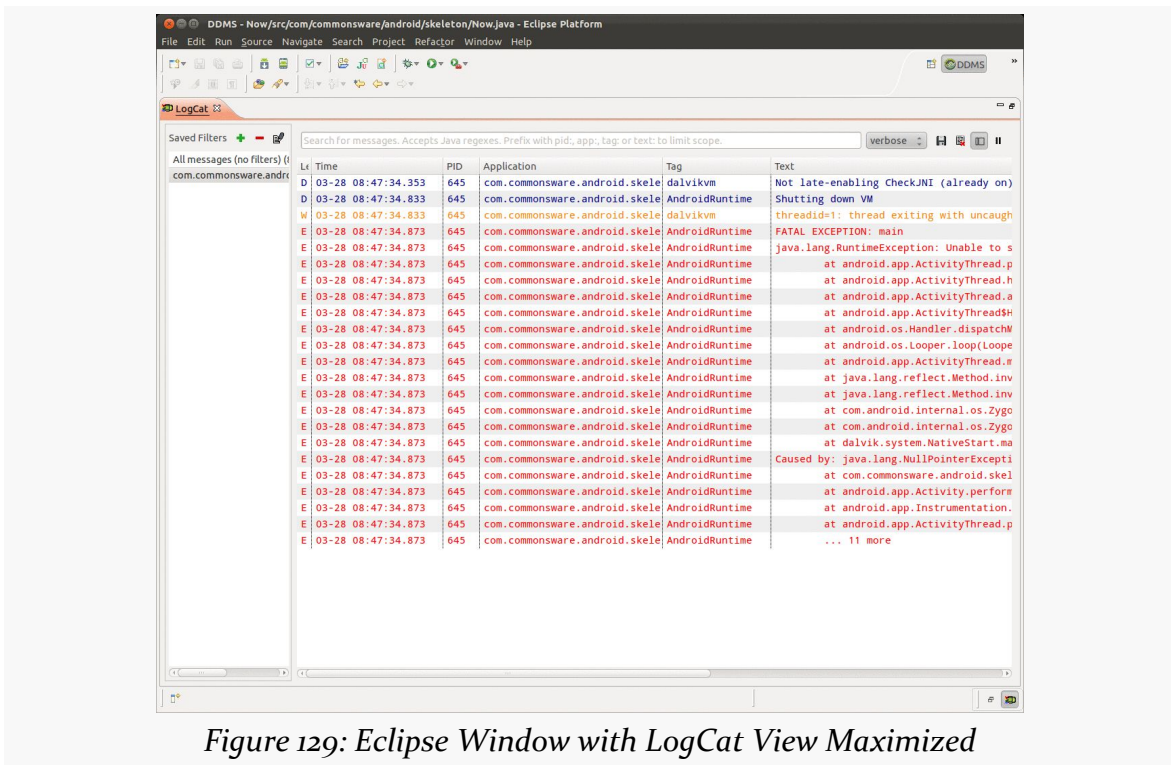 DDMS - Now/src/com/commonsware/android/skeleton/Now.java - Eclipse Platform
File Edit Run Source Navigate Search Project Refactor Window Help
DDMS
LogCat
Saved Filters
Search for messages. Accepts Java regexes. Prefix with pid:, app:, tag: or text: to limit scope.
verbose
All messages (no filters) (
com.commonsware.andro
Le Time PID Application Tag Text
D 03-28 08:47:34.353 645 com.commonsware.android.skele dalvikvm Not late-enabling CheckJNI (already on)
D 03-28 08:47:34.833 645 com.commonsware.android.skele AndroidRuntime Shutting down VM
W 03-28 08:47:34.833 645 com.commonsware.android.skele dalvikvm threadid=1: thread exiting with uncaugh
E 03-28 08:47:34.873 645 com.commonsware.android.skele AndroidRuntime FATAL EXCEPTION: main
E 03-28 08:47:34.873 645 com.commonsware.android.skele AndroidRuntime java.lang.RuntimeException: Unable to s
E 03-28 08:47:34.873 645 com.commonsware.android.skele AndroidRuntime at android.app.ActivityThread.p
E 03-28 08:47:34.873 645 com.commonsware.android.skele AndroidRuntime at android.app.ActivityThread.h
E 03-28 08:47:34.873 645 com.commonsware.android.skele AndroidRuntime at android.app.ActivityThread.a
E 03-28 08:47:34.873 645 com.commonsware.android.skele AndroidRuntime at android.app.ActivityThread$H
E 03-28 08:47:34.873 645 com.commonsware.android.skele AndroidRuntime at android.os.Handler.dispatchM
E 03-28 08:47:34.873 645 com.commonsware.android.skele AndroidRuntime at android.os.Looper.loop(Loope
E 03-28 08:47:34.873 645 com.commonsware.android.skele AndroidRuntime at android.app.ActivityThread.m
E 03-28 08:47:34.873 645 com.commonsware.android.skele AndroidRuntime at java.lang.reflect.Method.inv
E 03-28 08:47:34.873 645 com.commonsware.android.skele AndroidRuntime at java.lang.reflect.Method.inv
E 03-28 08:47:34.873 645 com.commonsware.android.skele AndroidRuntime at com.android.internal.os.Zygo
E 03-28 08:47:34.873 645 com.commonsware.android.skele AndroidRuntime at com.android.internal.os.Zygo
E 03-28 08:47:34.873 645 com.commonsware.android.skele AndroidRuntime at dalvik.system.NativeStart.ma
E 03-28 08:47:34.873 645 com.commonsware.android.skele AndroidRuntime Caused by: java.lang.NullPointerExcepti
E 03-28 08:47:34.873 645 com.commonsware.android.skele AndroidRuntime at com.commonsware.android.skel
E 03-28 08:47:34.873 645 com.commonsware.android.skele AndroidRuntime at android.app.Activity.perform
E 03-28 08:47:34.873 645 com.commonsware.android.skele AndroidRuntime at android.app.Instrumentation.
E 03-28 08:47:34.873 645 com.commonsware.android.skele AndroidRuntime at android.app.ActivityThread.p
E 03-28 08:47:34.873 645 com.commonsware.android.skele AndroidRuntime ... 11 more
Figure 129: Eclipse Window with LogCat View Maximized